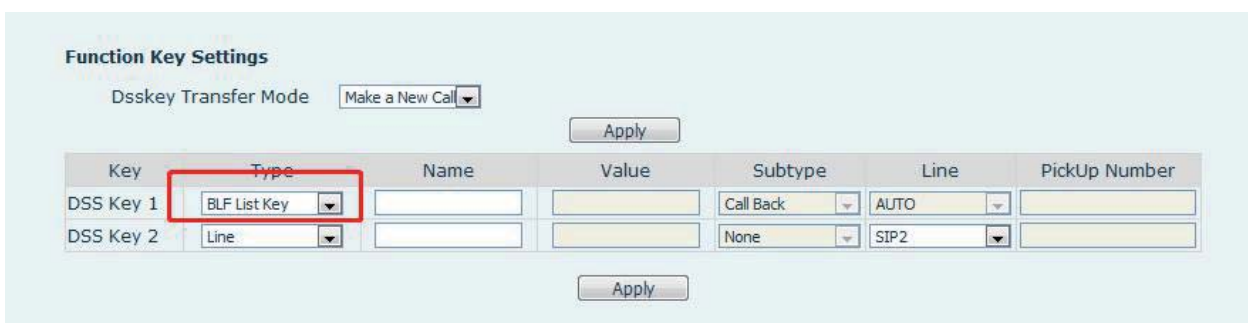 Function Key Settings
Dsskey Transfer Mode Make a New Call
Apply
Key Type Name Value Subtype Line PickUp Number
DSS Key 1 BLF List Key Call Back AUTO
DSS Key 2 Line None SIP2
Apply